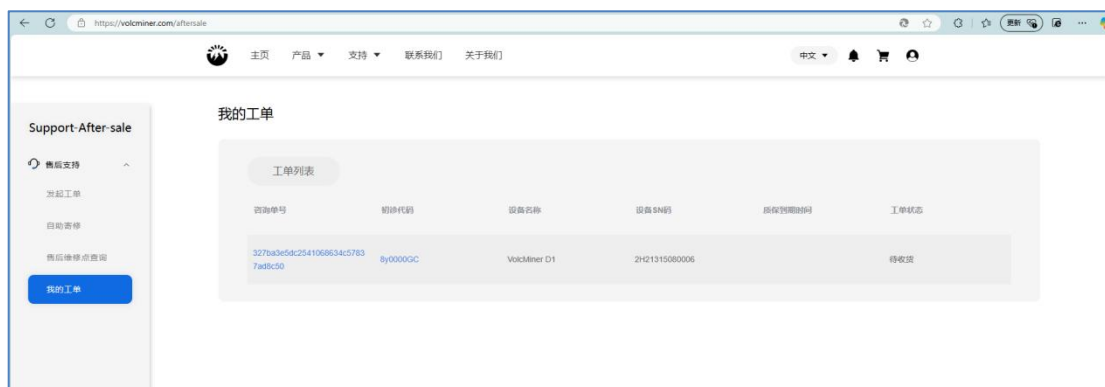 https://volcminer.com/aftersale
更新
主页 产品 支持 联系我们 关于我们 中文
Support-After-sale
售后支持
发起工单
自助寄修
售后维修点查询
我的工单
我的工单
工单列表
咨询单号 初诊代码 设备名称 设备SN码 质保到期时间 工单状态
327ba3e5dc2541068634c5783
7ad8c50
8y0000GC VolcMiner D1 2H21315080006 待收货